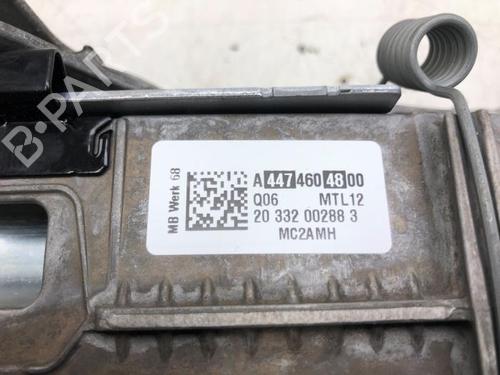 B-PARTS
MB Werk 68
A 447 460 48 00
Q06 MTL12
20 332 00288 3
MC2AMH